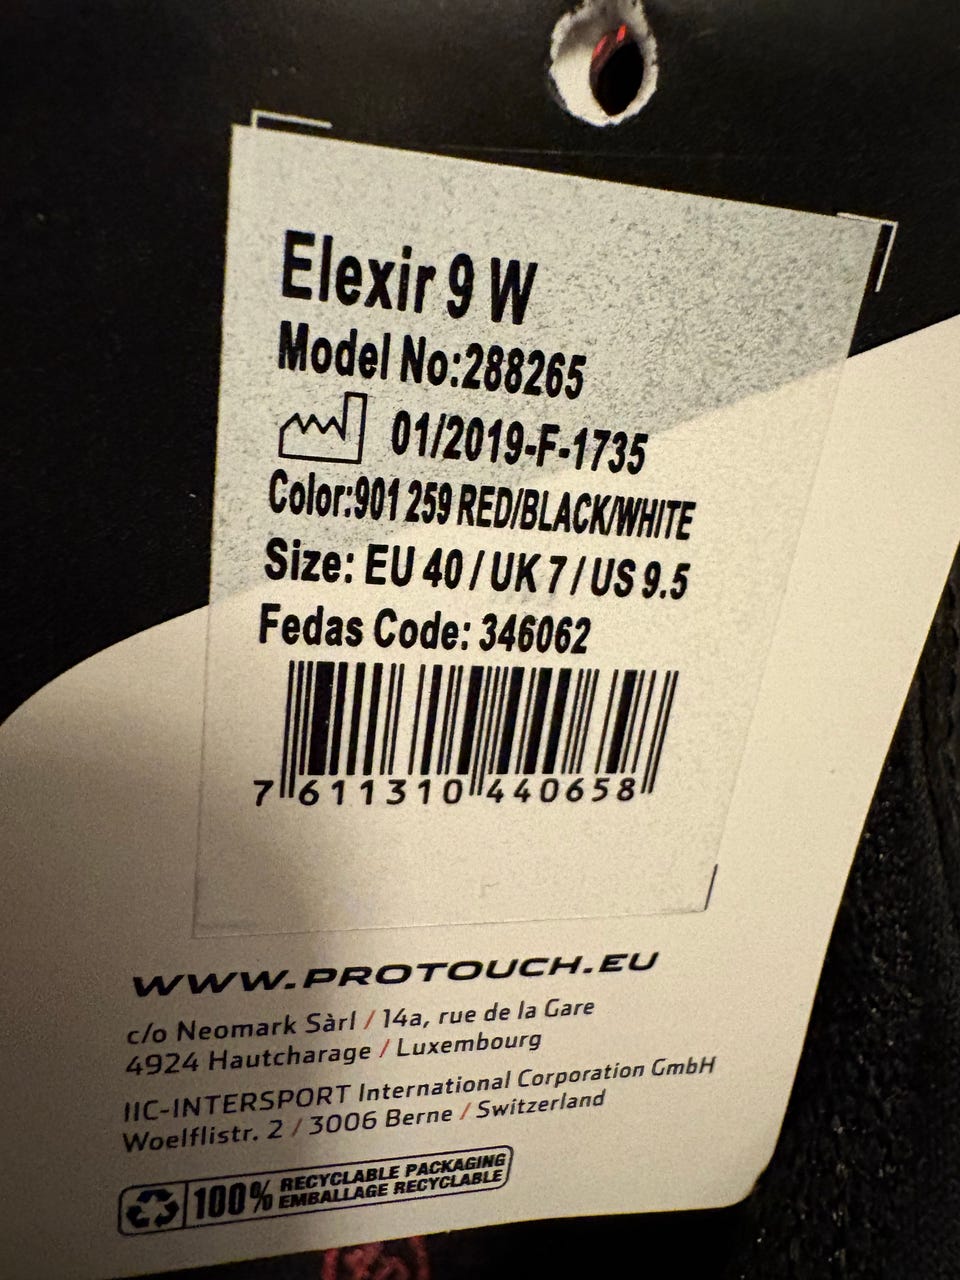 Elexir 9 W
Model No:288265
01/2019-F-1735
Color:901 259 RED/BLACK/WHITE
Size: EU 40 / UK 7 / US 9.5
Fedas Code: 346062
7 611310 440658
WWW.PROTOUCH.EU
c/o Neomark Sàrl / 14a, rue de la Gare
4924 Hautcharage / Luxembourg
IIC-INTERSPORT International Corporation GmbH
Woelflistr. 2 / 3006 Berne / Switzerland
100% RECYCLABLE PACKAGING
EMBALLAGE RECYCLABLE